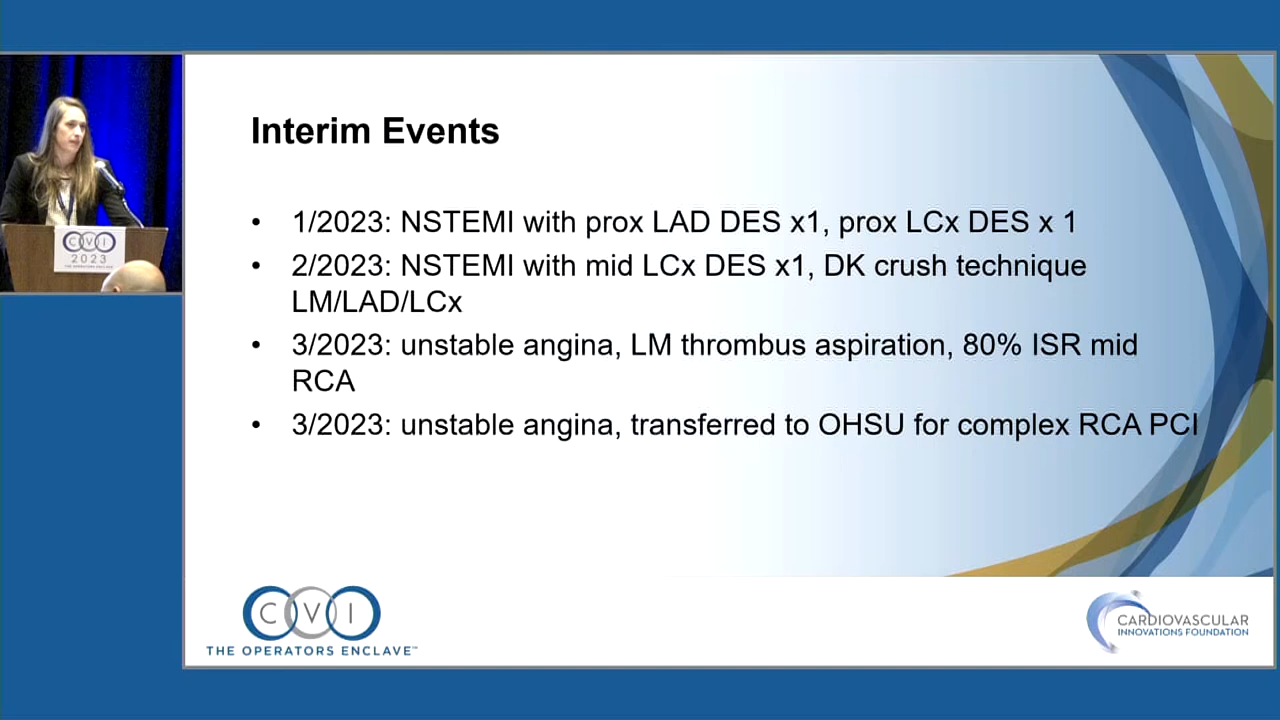 Interim Events
• 1/2023: NSTEMI with prox LAD DES x1, prox LCx DES x 1
• 2/2023: NSTEMI with mid LCx DES x1, DK crush technique
LM/LAD/LCx
• 3/2023: unstable angina, LM thrombus aspiration, 80% ISR mid
RCA
• 3/2023: unstable angina, transferred to OHSU for complex RCA PCI
CVI
2023
THE OPERATORS ENCLAVE
CVI
THE OPERATORS ENCLAVE™
CARDIOVASCULAR
INNOVATIONS FOUNDATION